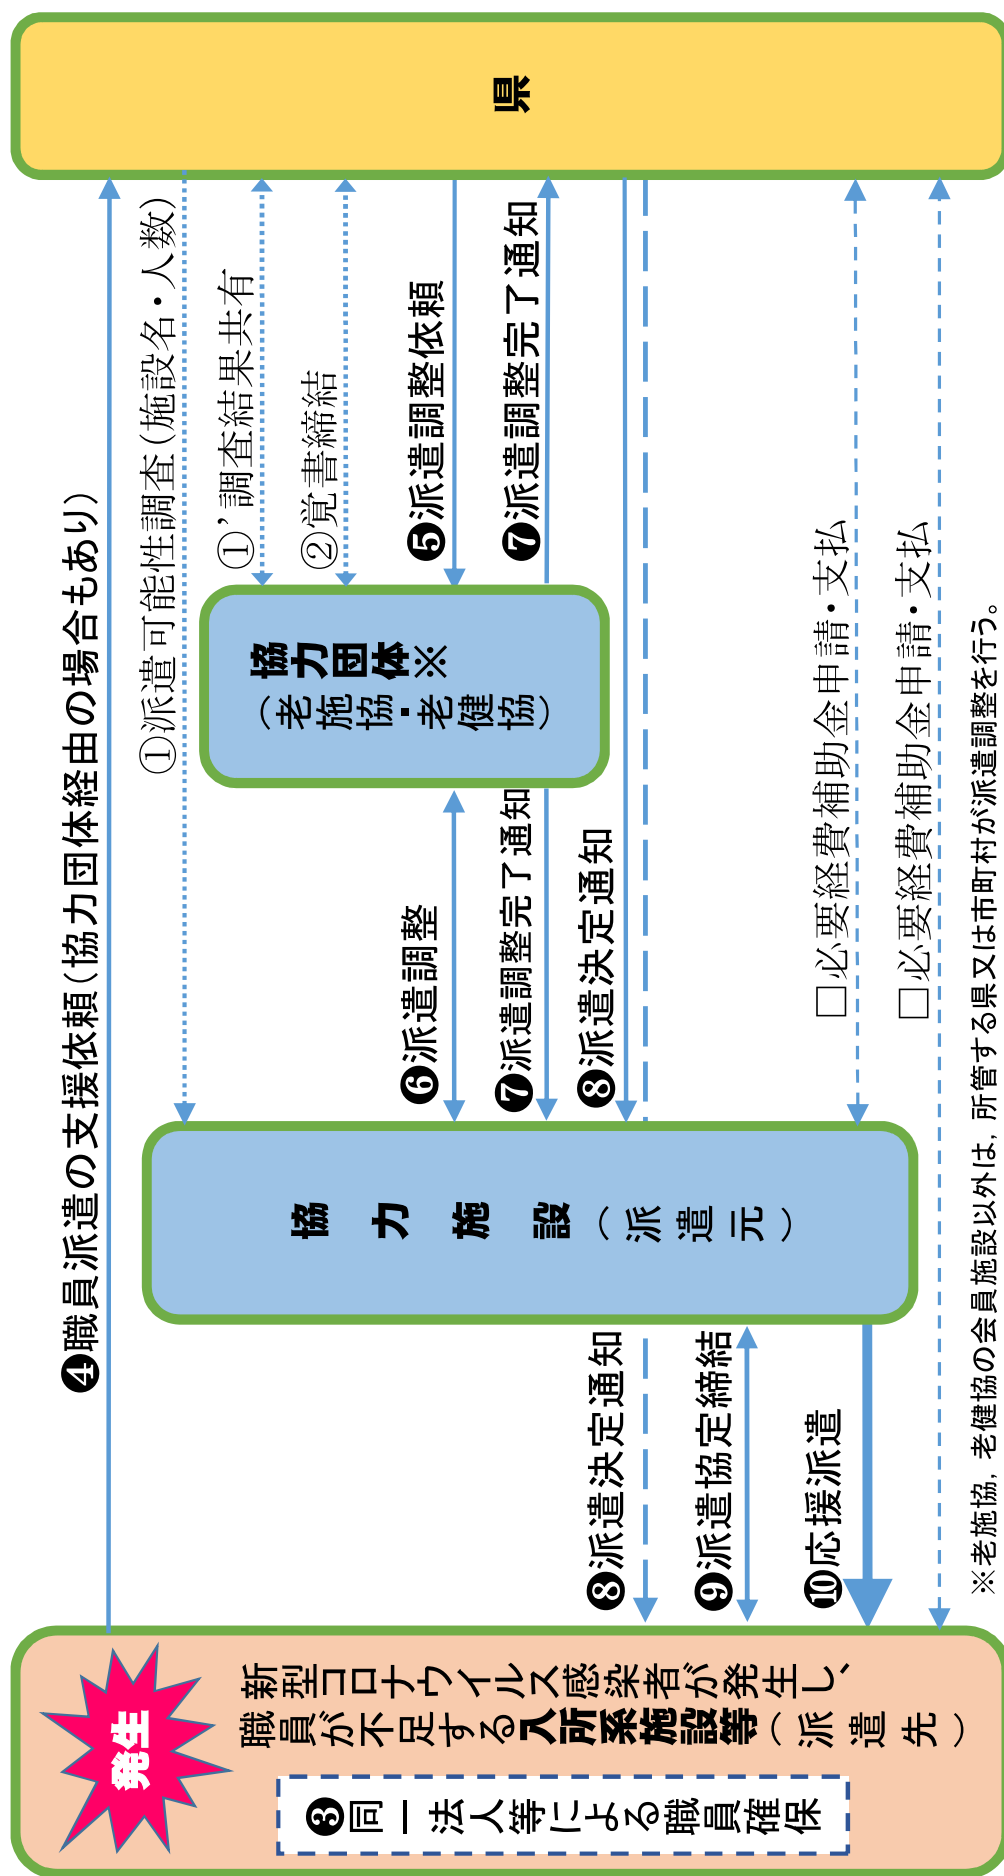 発生
新型コロナウイルス感染者が発生し、
職員が不足する入所系施設等（派遣先）
❸同一法人等による職員確保
❹職員派遣の支援依頼（協力団体経由の場合もあり）
①派遣可能性調査（施設名・人数）
①’調査結果共有
②覚書締結
❺派遣調整依頼
❼派遣調整完了通知
協力団体※
（老施協・老健協）
❻派遣調整
❼派遣調整完了通知
❽派遣決定通知
協力施設（派遣元）
❽派遣決定通知
❾派遣協定締結
❿応援派遣
□必要経費補助金申請・支払
□必要経費補助金申請・支払
県
※老施協，老健協の会員施設以外は，所管する県又は市町村が派遣調整を行う。